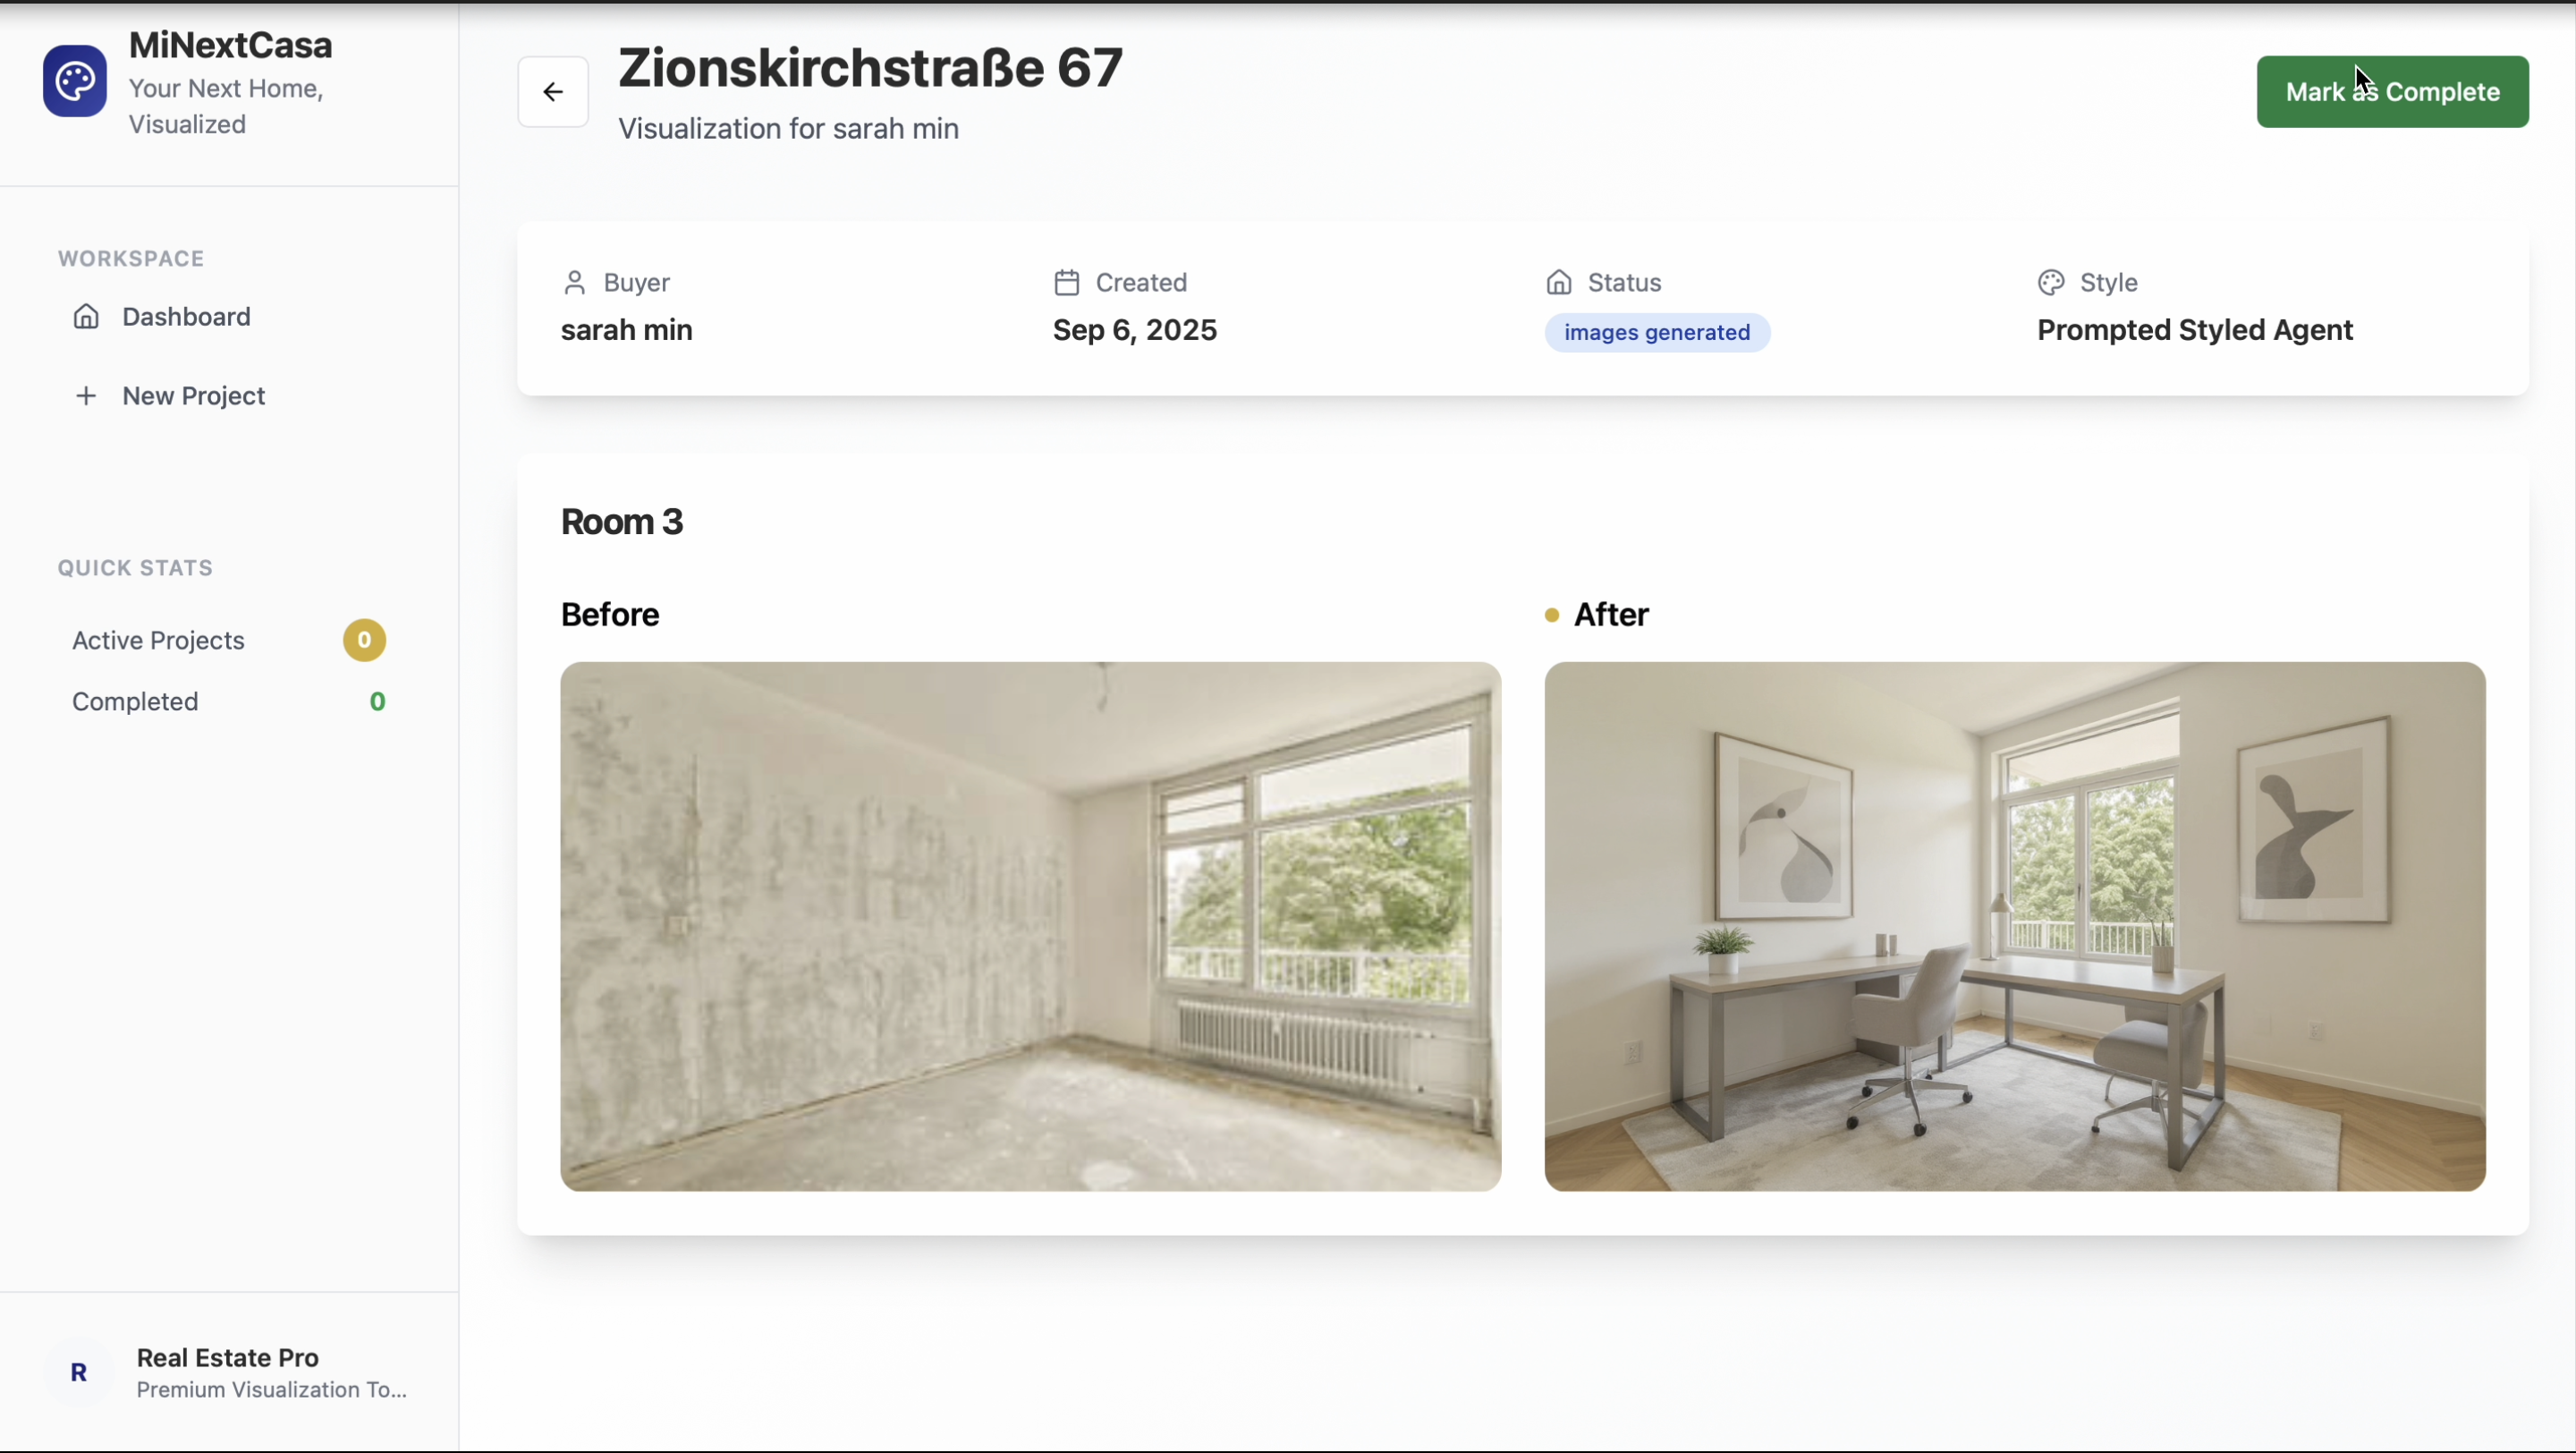 MiNextCasa
Your Next Home,
Visualized
WORKSPACE
Dashboard
New Project
QUICK STATS
Active Projects
0
Completed
0
R
Real Estate Pro
Premium Visualization To...
Zionskirchstraße 67
Visualization for sarah min
Mark as Complete
Buyer
sarah min
Created
Sep 6, 2025
Status
images generated
Style
Prompted Styled Agent
Room 3
Before
After